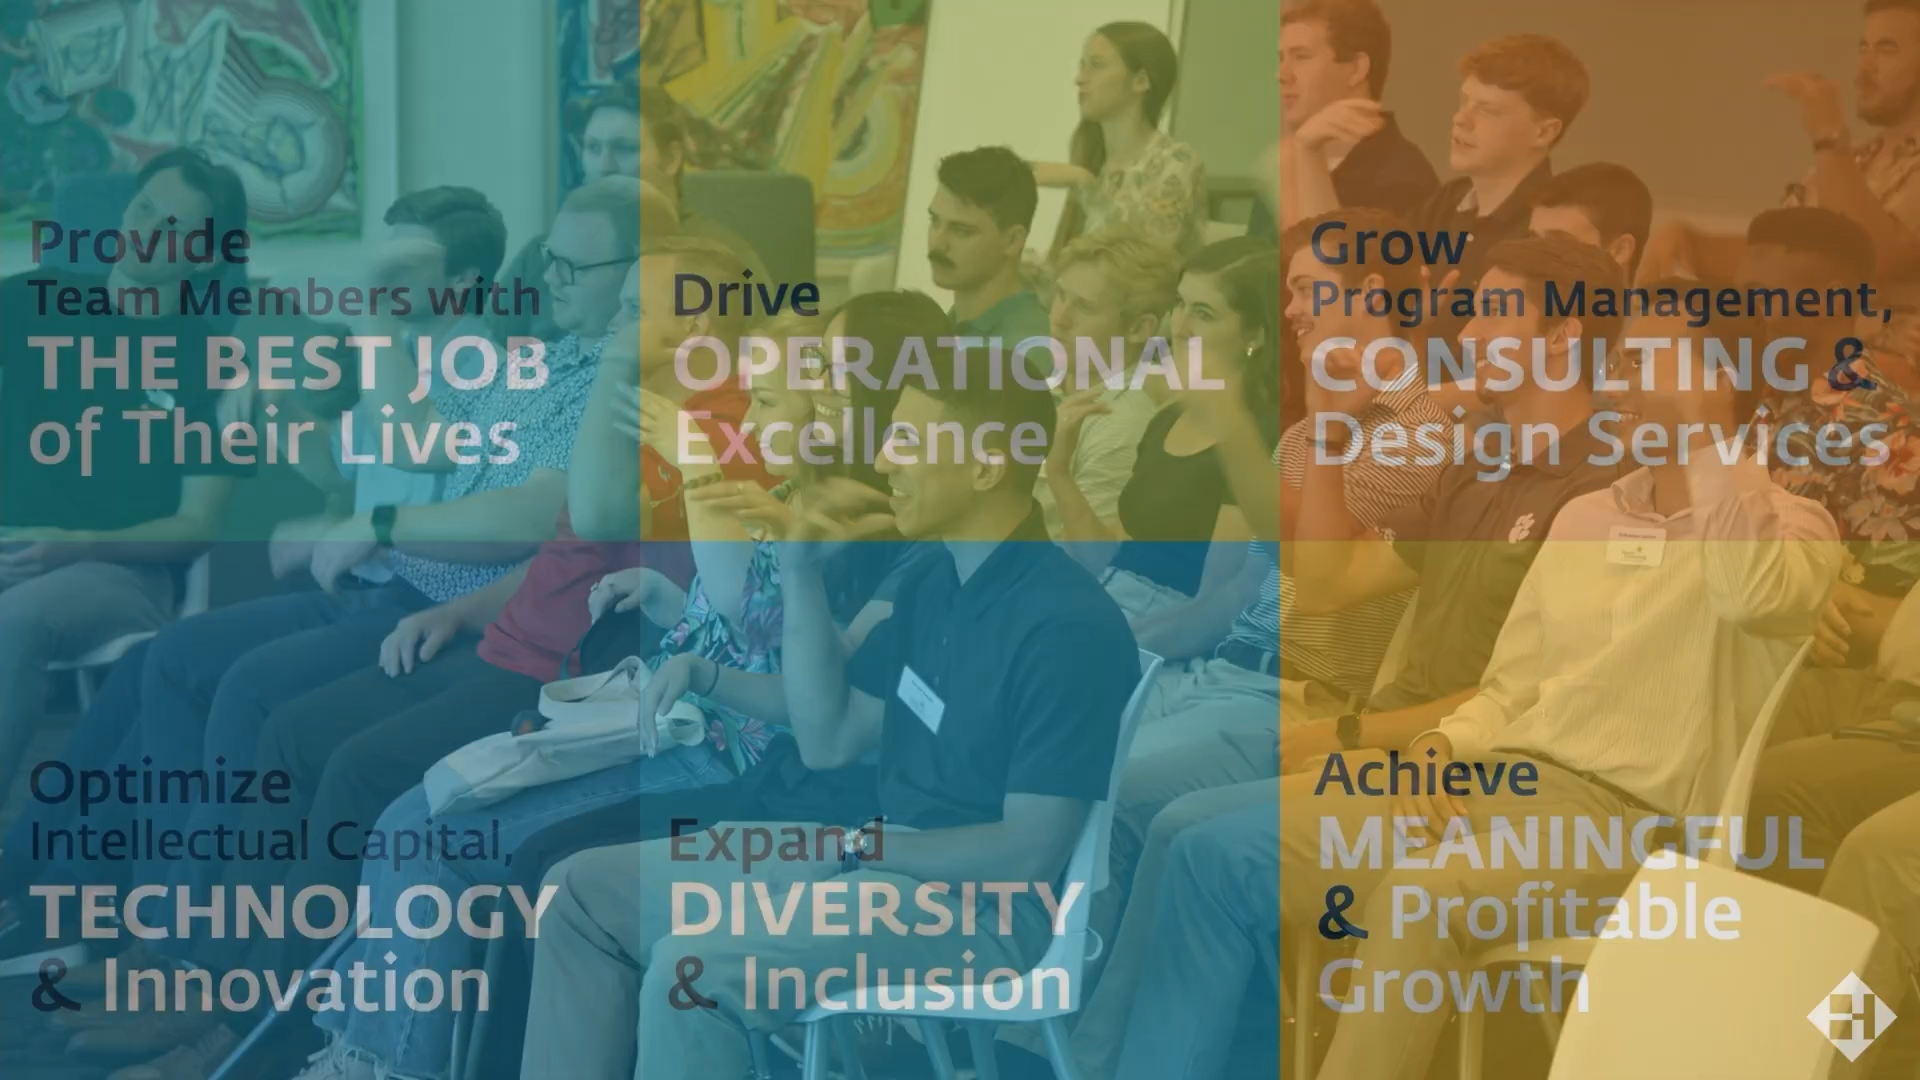 Provide
Team Members with
THE BEST JOB
of Their Lives
Drive
OPERATIONAL
Excellence
Grow
Program Management,
CONSULTING &
Design Services
Optimize
Intellectual Capital,
TECHNOLOGY
& Innovation
Expand
DIVERSITY
& Inclusion
Achieve
MEANINGFUL
& Profitable
Growth